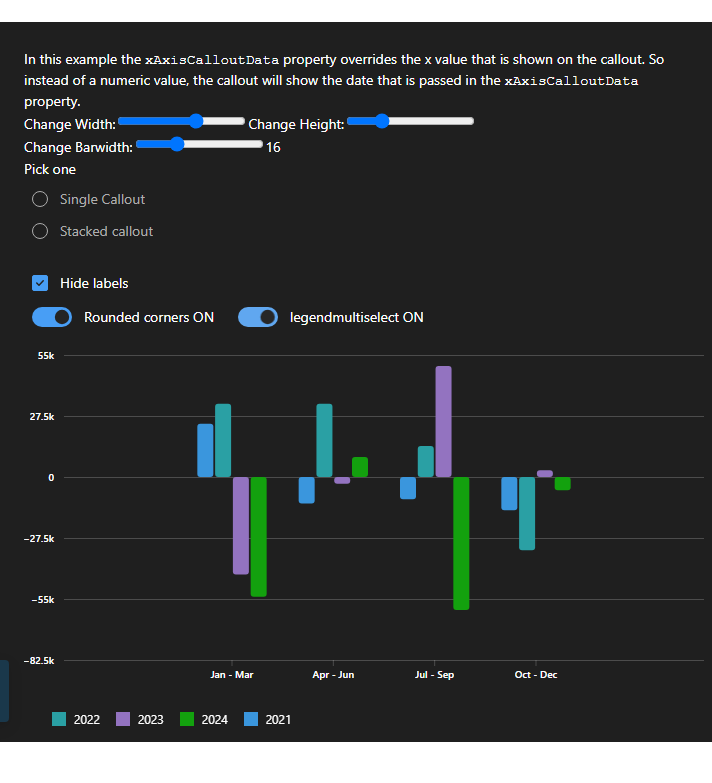 In this example the xAxisCalloutData property overrides the x value that is shown on the callout. So
instead of a numeric value, the callout will show the date that is passed in the xAxisCalloutData
property.
Change Width: Change Height:
Change Barwidth: 16
Pick one
Single Callout
Stacked callout
Hide labels
Rounded corners ON legendmultiselect ON
55k
27.5k
0
−27.5k
−55k
−82.5k
Jan - Mar Apr - Jun Jul - Sep Oct - Dec
2022 2023 2024 2021